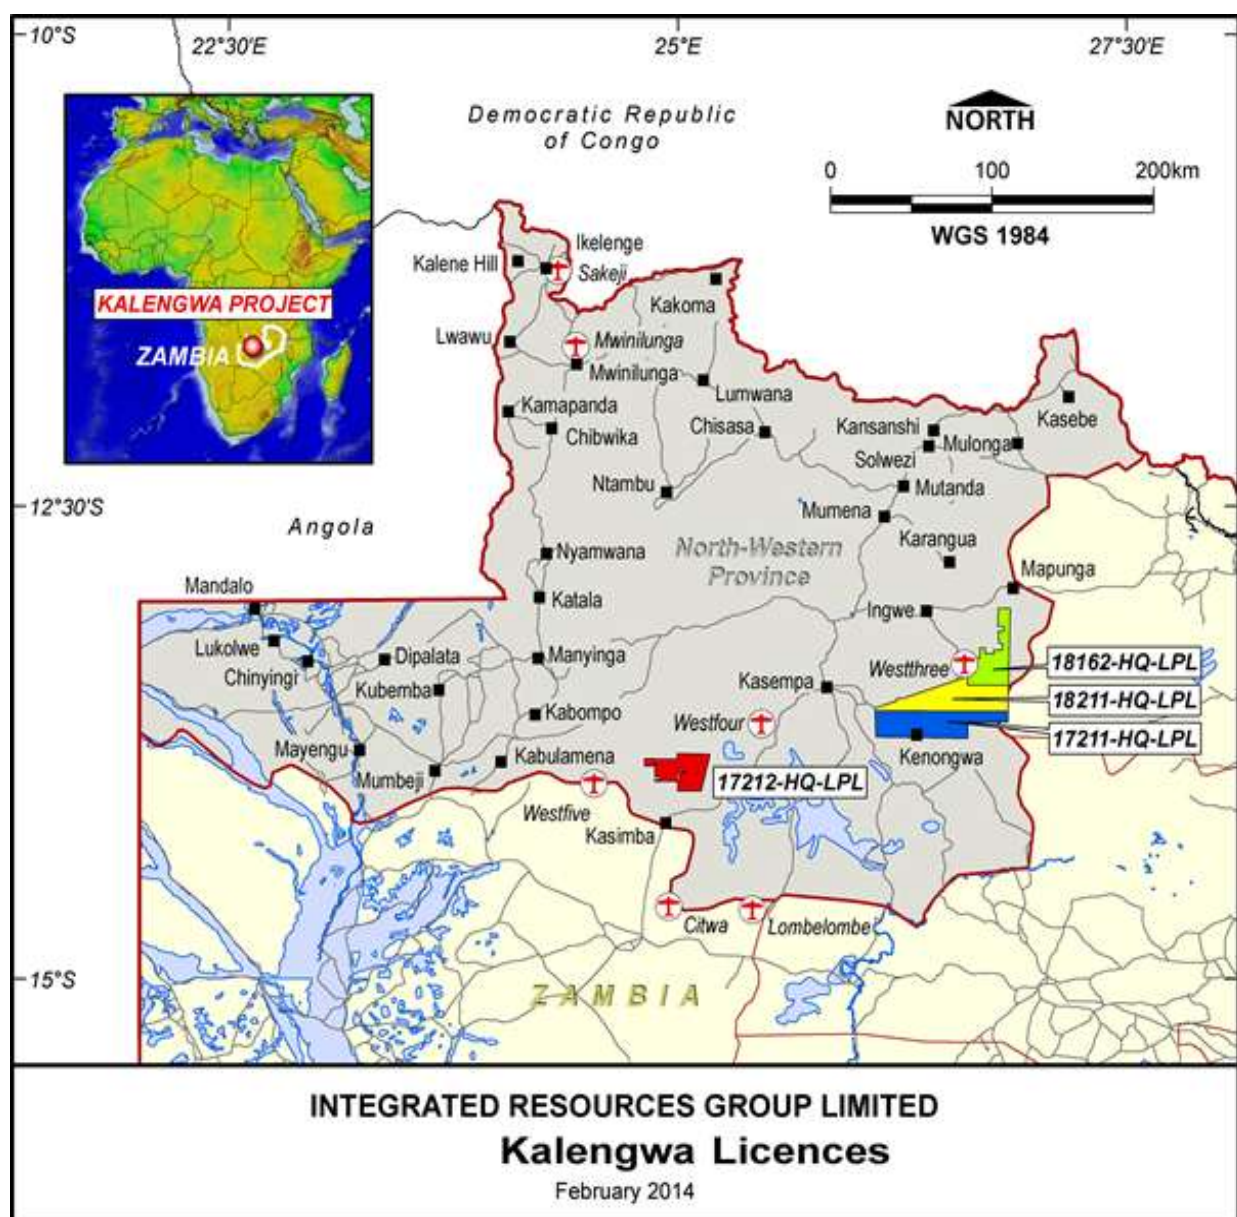 10°S
22°30'E
25°E
27°30'E
Democratic Republic
of Congo
NORTH
0 100 200km
WGS 1984
KALENGWA PROJECT
ZAMBIA
Ikelenge
Kalene Hill
Sakeji
Kakoma
Lwawu
Mwinilunga
Mwinilunga
Lumwana
Kasebe
Kamapanda
Chibwika
Chisasa
Kansanshi
Mulonga
Solwezi
Ntambu
Mutanda
12°30'S
Angola
Mumena
North-Western
Province
Karangua
Nyamwana
Mapunga
Mandalo
Katala
Ingwe
Lukolwe
Chinyingi
Dipalata
Manyinga
Westthree
18162-HQ-LPL
Kubemba
Kasempa
18211-HQ-LPL
Kabompo
Westfour
17211-HQ-LPL
Mayengu
Kabulamena
Kenongwa
Mumbeji
17212-HQ-LPL
Westfive
Kasimba
Citwa
Lombelombe
15°S
ZAMBIA
INTEGRATED RESOURCES GROUP LIMITED
Kalengwa Licences
February 2014